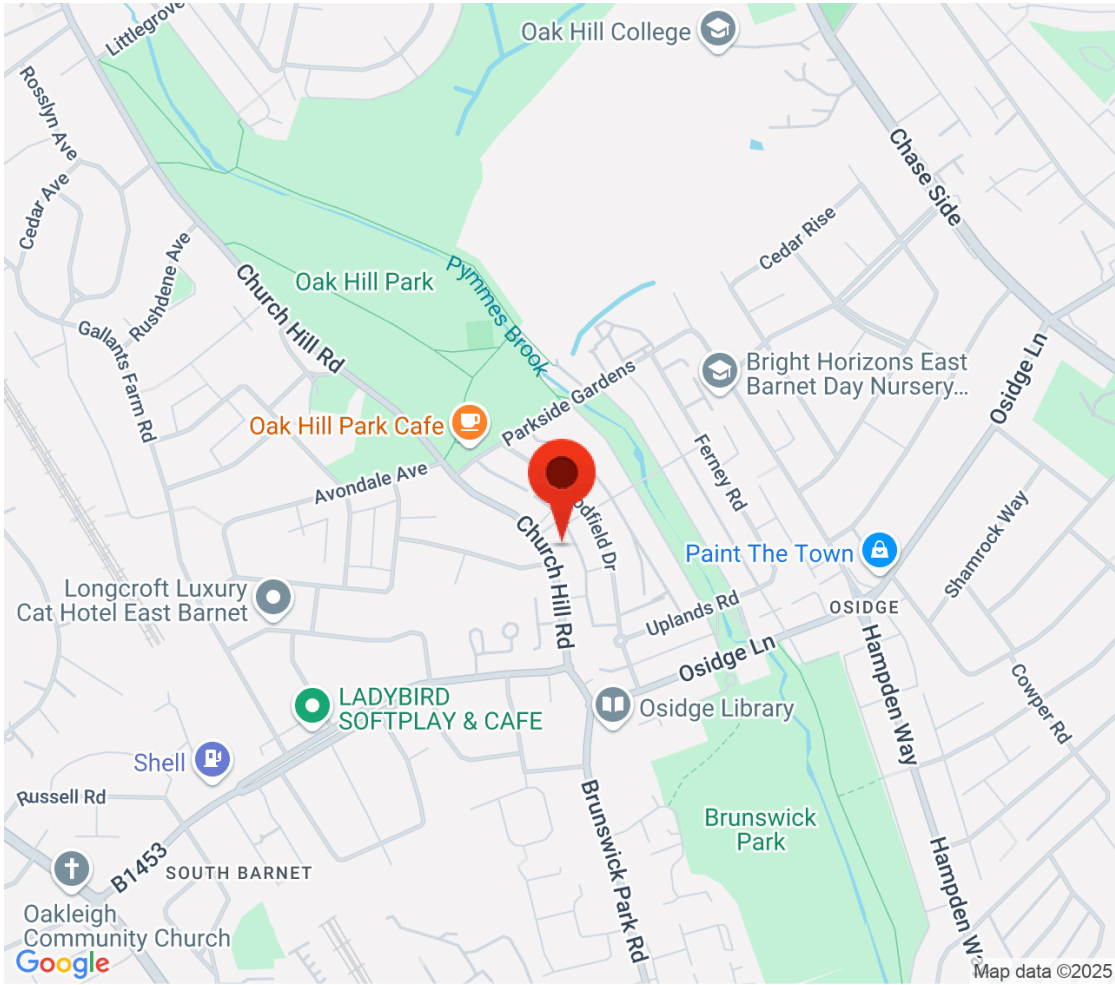 Littlegrove
Oak Hill College
Rosslyn Ave
Cedar Ave
Chase Side
Cedar Rise
Rushdene Ave
Oak Hill Park
Pymmes Brook
Church Hill Rd
Gallants Farm Rd
Osidge Ln
Bright Horizons East
Barnet Day Nursery...
Parkside Gardens
Oak Hill Park Cafe
Avondale Ave
Ferney Rd
odfield Dr
Shamrock Way
Church Hill Rd
Paint The Town
Longcroft Luxury
Cat Hotel East Barnet
Uplands Rd
OSIDGE
Osidge Ln
Hampden Way
Cowper Rd
LADYBIRD
SOFTPLAY & CAFE
Osidge Library
Shell
Russell Rd
Brunswick Park Rd
Brunswick
Park
B1453
SOUTH BARNET
Hampden Wa
Oakleigh
Community Church
Google
Map data ©2025